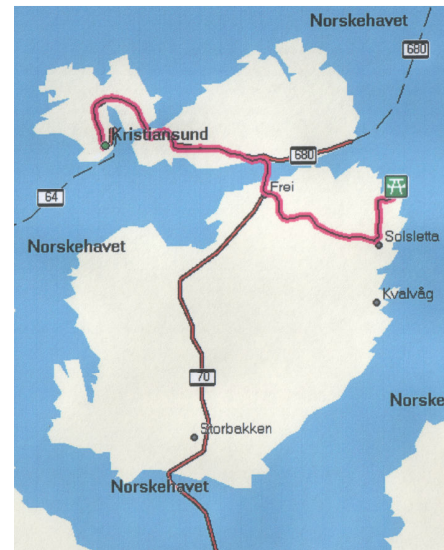 Norskehavet
680
Kristiansund
680
64
Frei
Norskehavet
Solsletta
Kvalvåg
70
Norske
Storbakken
Norskehavet